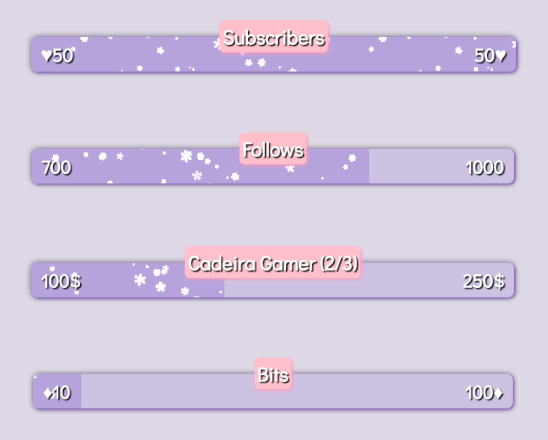 Subscribers
♥50 50♥
Follows
700 1000
Cadeira Gamer (2/3)
100$ 250$
Bits
♦10 100♦